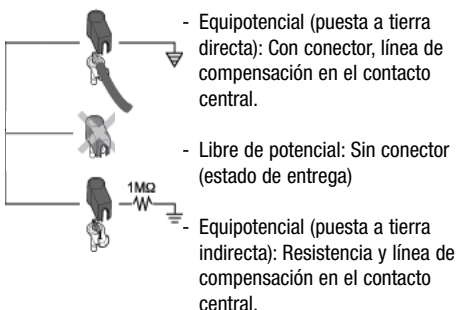 - Equipotencial (puesta a tierra
directa): Con conector, línea de
compensación en el contacto
central.
- Libre de potencial: Sin conector
(estado de entrega)
1MΩ
- Equipotencial (puesta a tierra
indirecta): Resistencia y línea de
compensación en el contacto
central.